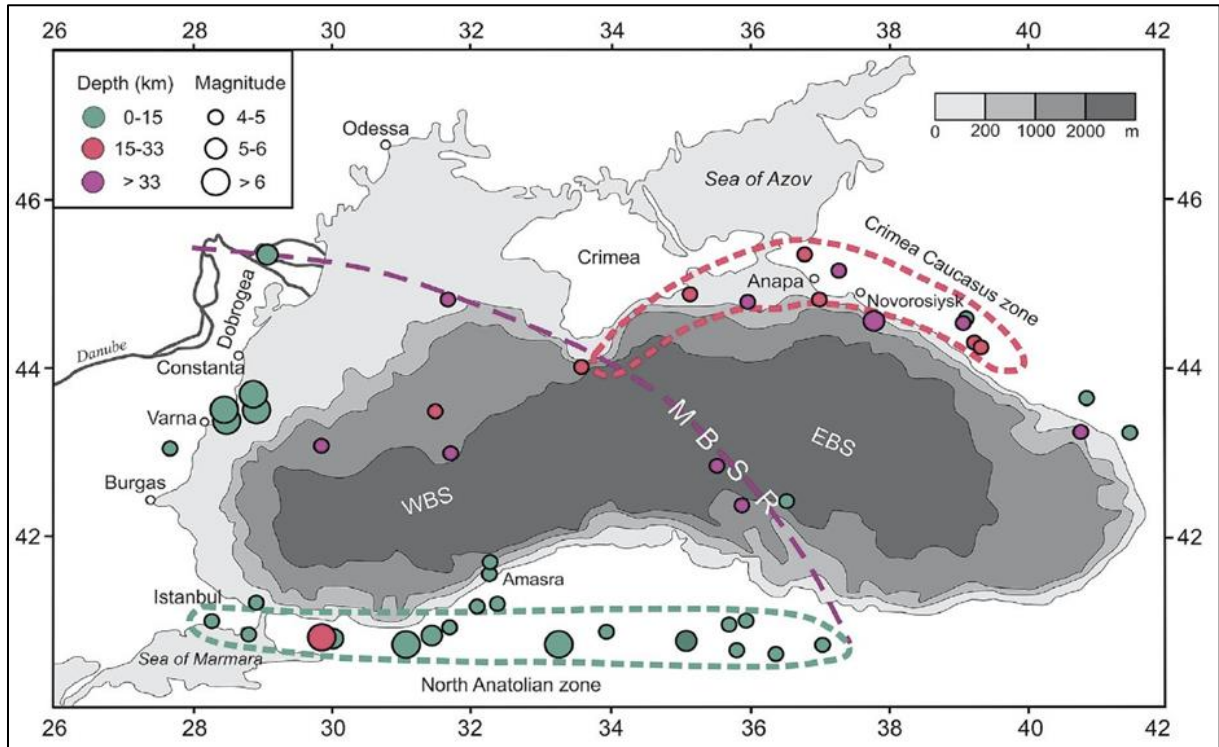 26 28 30 32 34 36 38 40 42
Depth (km) Magnitude
0-15 4-5
15-33 5-6
> 33 > 6
0 200 1000 2000 m
Odessa
Sea of Azov
46 46
Crimea
Crimea Caucasus zone
Anapa
Novorosiysk
Dobrogea
Danube
Constanta
44 44
Varna
MBSR
EBS
WBS
Burgas
42 42
Amasra
Istanbul
Sea of Marmara
North Anatolian zone
26 28 30 32 34 36 38 40 42